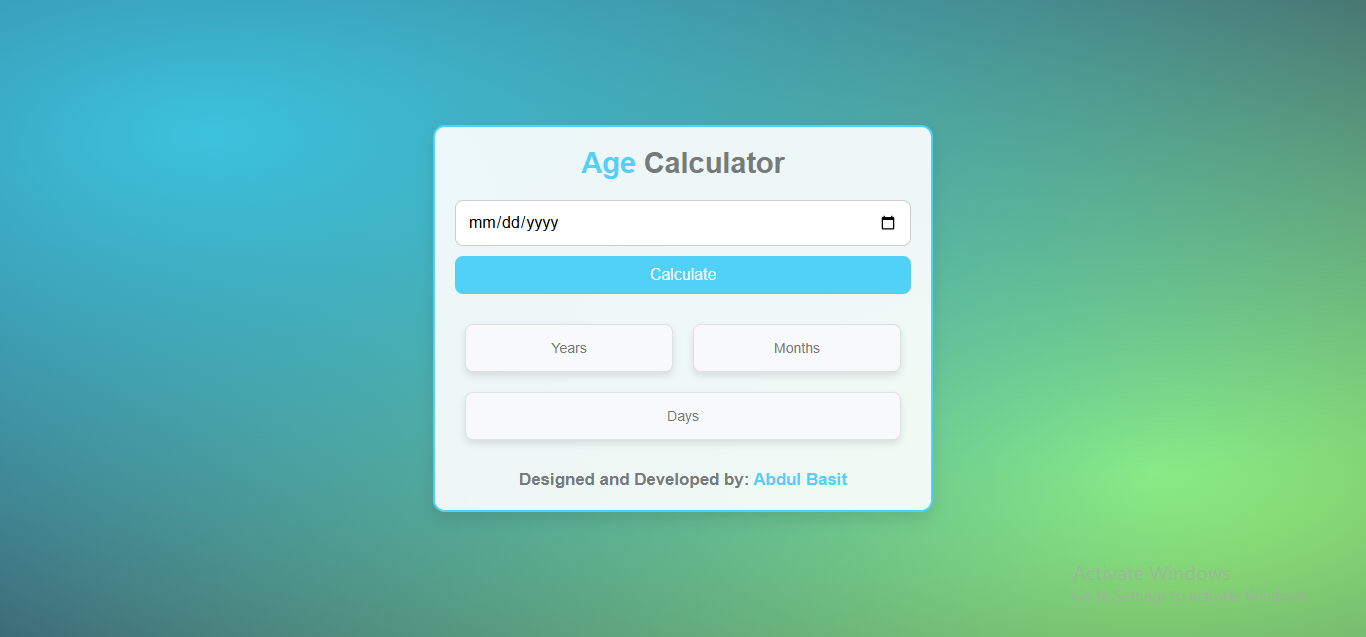 Age Calculator
mm/dd/yyyy
Calculate
Years Months
Days
Designed and Developed by: Abdul Basit
Activate Windows
Go to Settings to activate Windows.